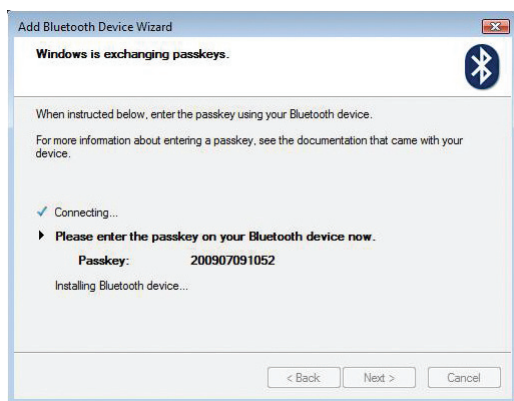 Add Bluetooth Device Wizard
Windows is exchanging passkeys.
When instructed below, enter the passkey using your Bluetooth device.
For more information about entering a passkey, see the documentation that came with your
device.
Connecting...
Please enter the passkey on your Bluetooth device now.
Passkey: 200907091052
Installing Bluetooth device...
< Back Next > Cancel